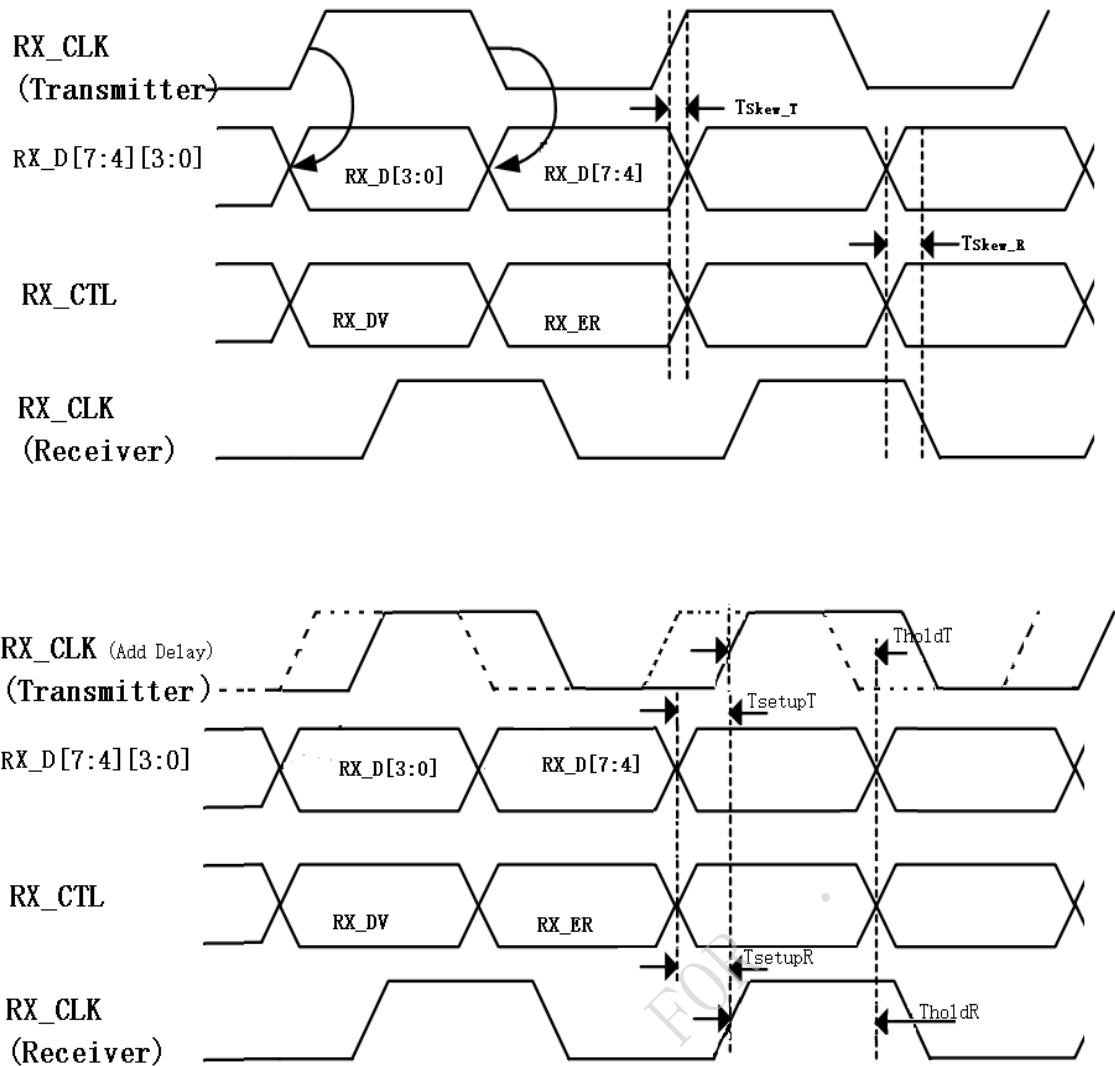 RX_CLK
(Transmitter)
TSkew_T
RX_D[7:4][3:0]
RX_D[3:0]
RX_D[7:4]
TSkew_R
RX_CTL
RX_DV
RX_ER
RX_CLK
(Receiver)
RX_CLK (Add Delay)
(Transmitter)
TholdT
TsetupT
RX_D[7:4][3:0]
RX_D[3:0]
RX_D[7:4]
RX_CTL
RX_DV
RX_ER
FOR
TsetupR
RX_CLK
(Receiver)
TholdR